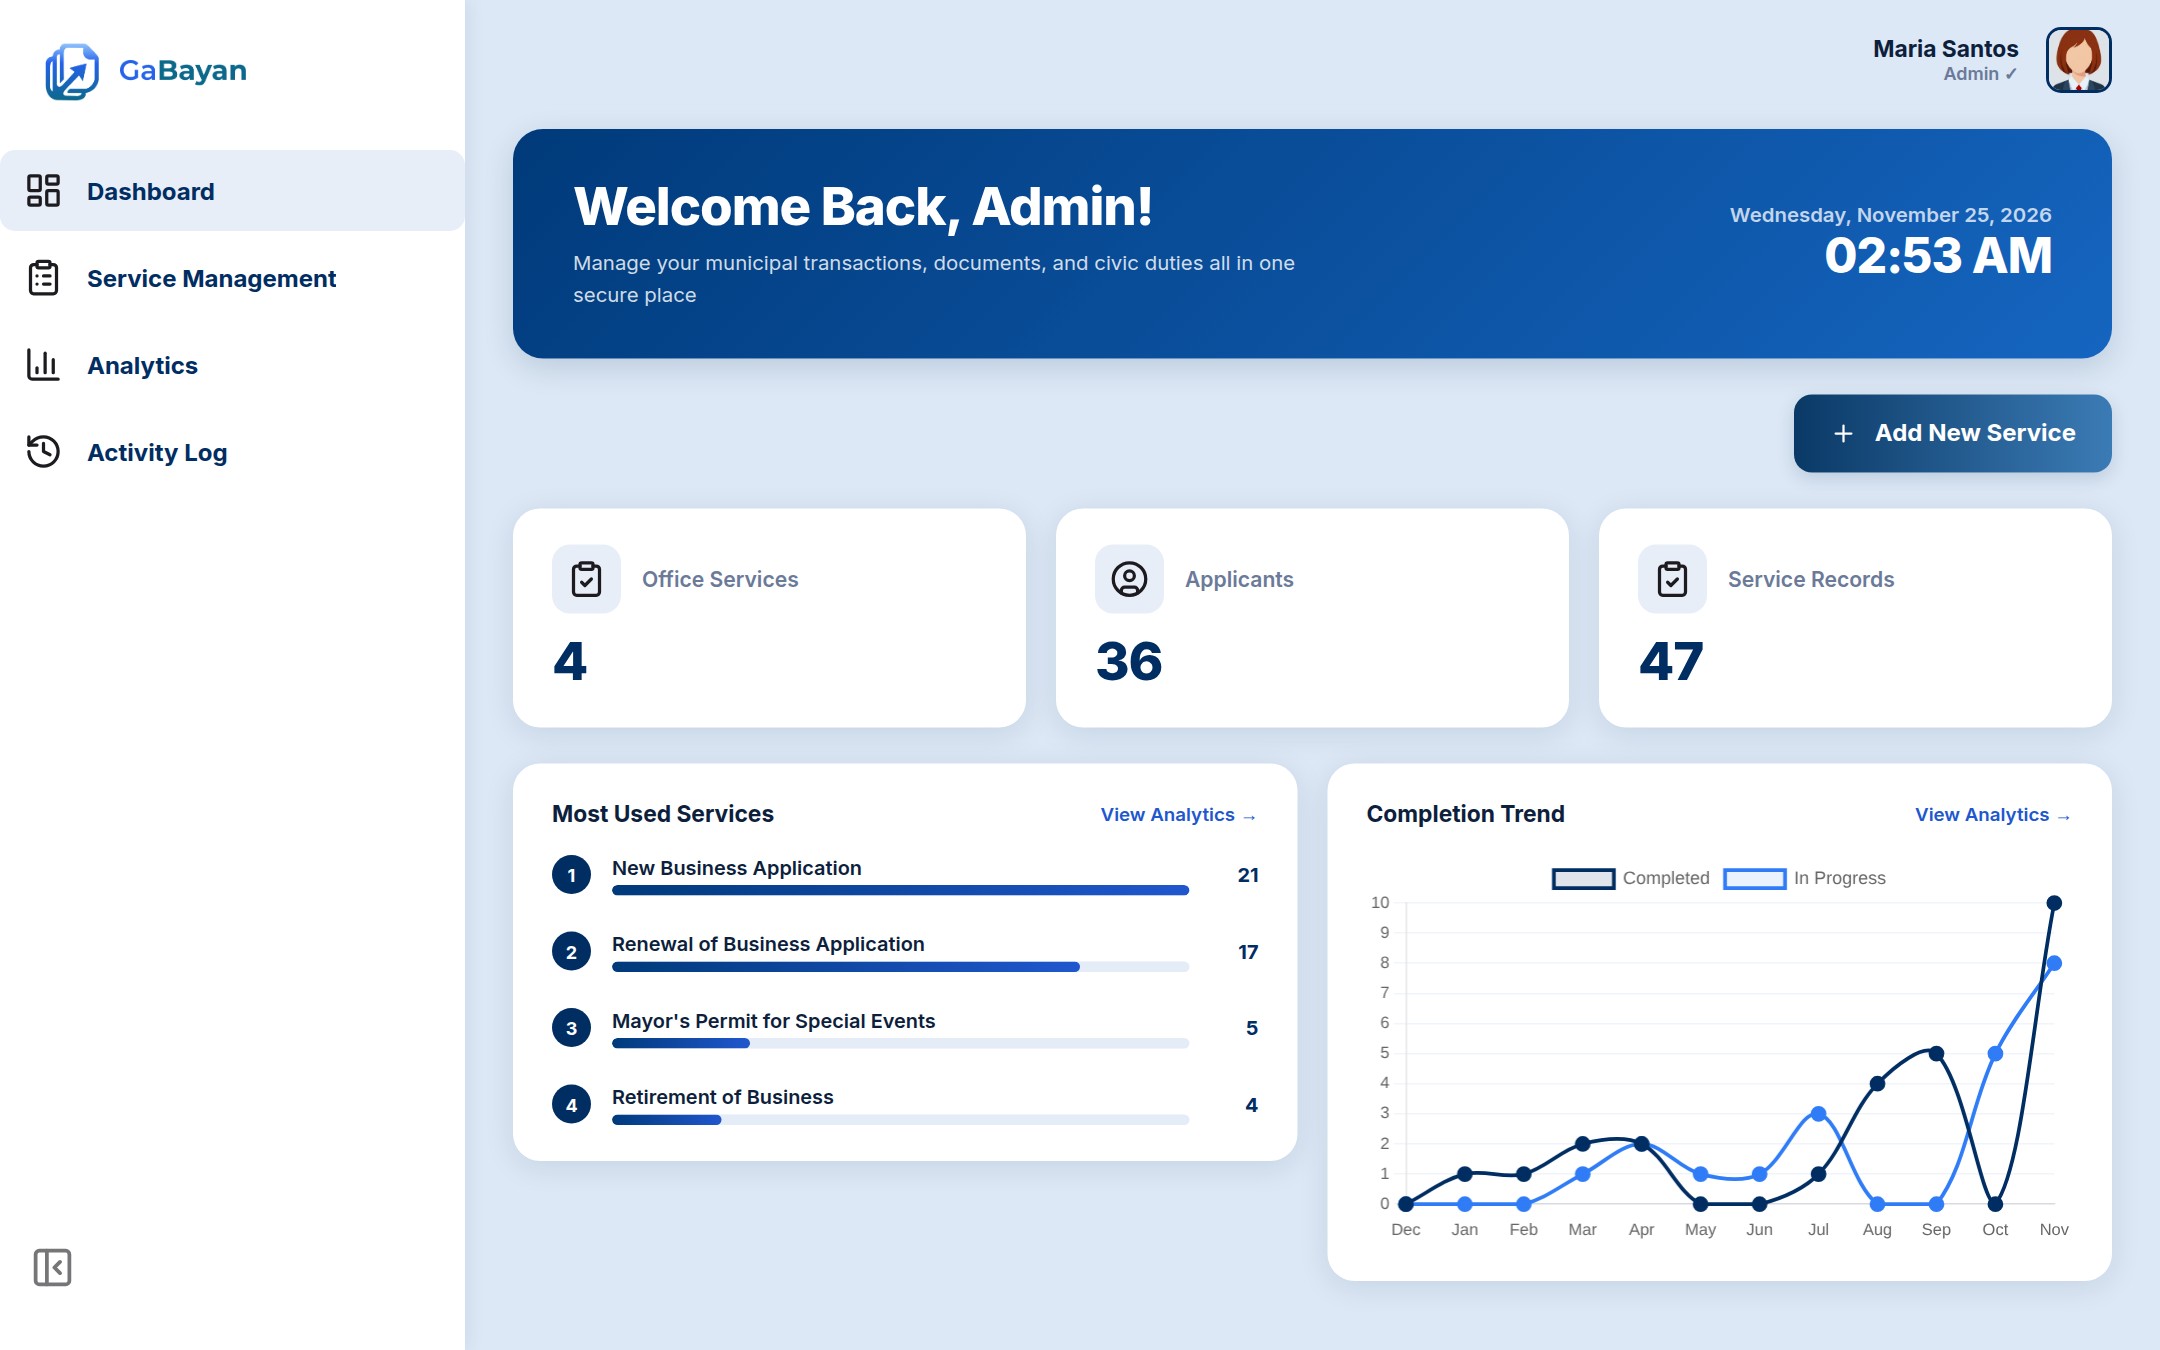 GaBayan
Dashboard
Service Management
Analytics
Activity Log
Maria Santos
Admin ✓
Welcome Back, Admin!
Manage your municipal transactions, documents, and civic duties all in one
secure place
Wednesday, November 25, 2026
02:53 AM
+ Add New Service
Office Services
4
Applicants
36
Service Records
47
Most Used Services
View Analytics →
1 New Business Application 21
2 Renewal of Business Application 17
3 Mayor's Permit for Special Events 5
4 Retirement of Business 4
Completion Trend
View Analytics →
Completed In Progress
10
9
8
7
6
5
4
3
2
1
0
Dec Jan Feb Mar Apr May Jun Jul Aug Sep Oct Nov